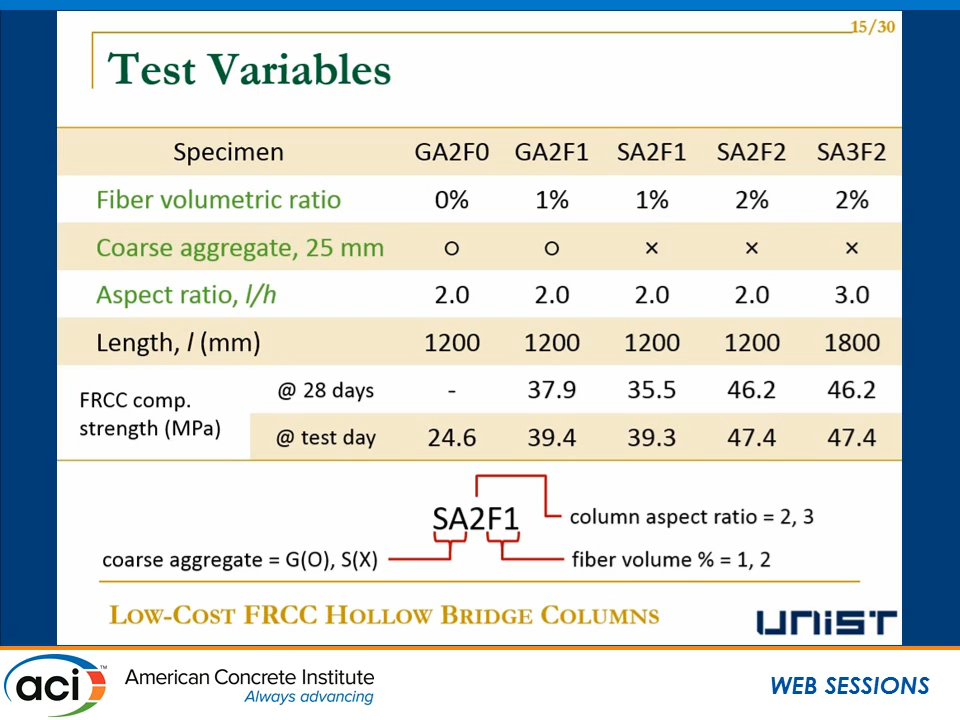 15/30
Test Variables
Specimen GA2F0 GA2F1 SA2F1 SA2F2 SA3F2
Fiber volumetric ratio 0% 1% 1% 2% 2%
Coarse aggregate, 25 mm ○ ○ × × ×
Aspect ratio, l/h 2.0 2.0 2.0 2.0 3.0
Length, l (mm) 1200 1200 1200 1200 1800
FRCC comp. strength (MPa) @ 28 days - 37.9 35.5 46.2 46.2
@ test day 24.6 39.4 39.3 47.4 47.4
SA2F1
column aspect ratio = 2, 3
coarse aggregate = G(O), S(X)
fiber volume % = 1, 2
LOW-COST FRCC HOLLOW BRIDGE COLUMNS
UNIST
aci™ American Concrete Institute
Always advancing
WEB SESSIONS